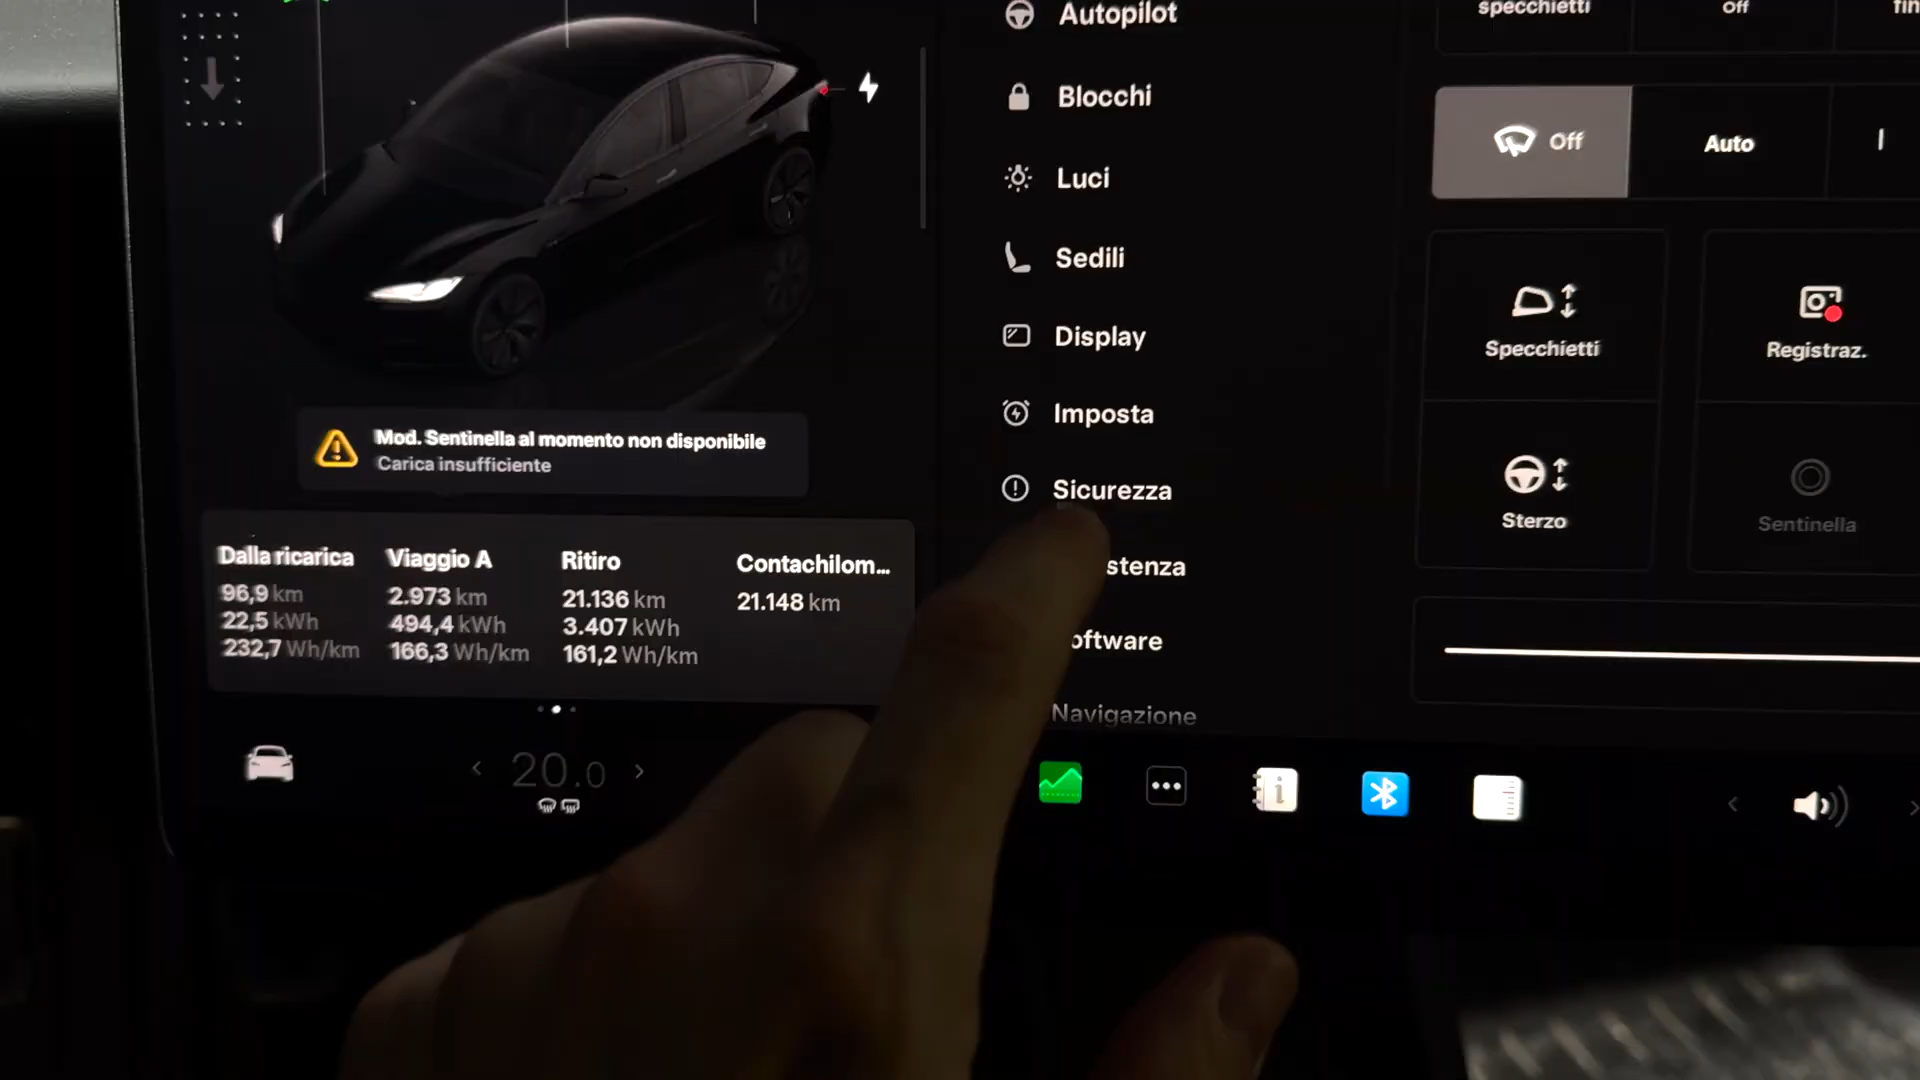 Autopilot
Blocchi
Luci
Sedili
Display
Imposta
Sicurezza
stenza
oftware
Navigazione
specchietti
Off
fin
Off
Auto
I
Specchietti
Registraz.
Sterzo
Sentinella
Mod. Sentinella al momento non disponibile
Carica insufficiente
Dalla ricarica
96,9 km
22,5 kWh
232,7 Wh/km
Viaggio A
2.973 km
494,4 kWh
166,3 Wh/km
Ritiro
21.136 km
3.407 kWh
161,2 Wh/km
Contachilom...
21.148 km
20.0